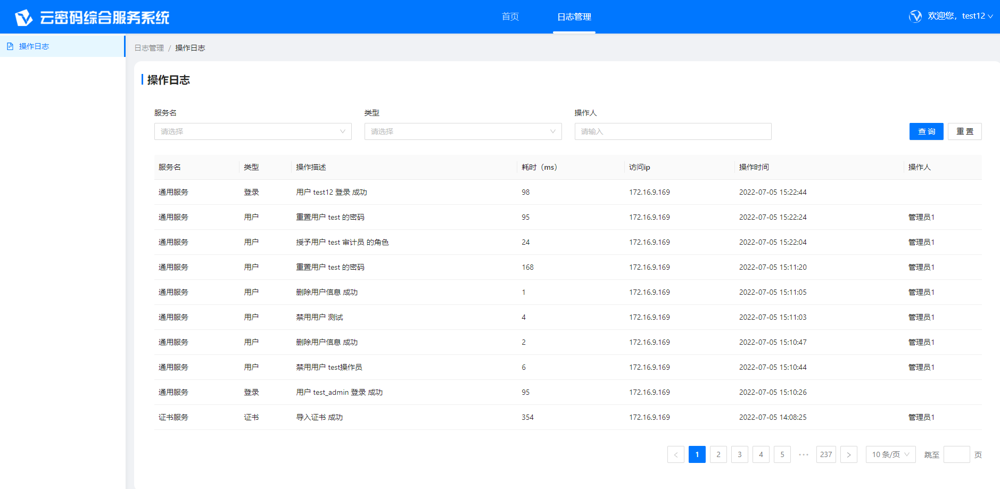 云密码综合服务系统
首页
日志管理
欢迎您，test12
操作日志
日志管理 / 操作日志
操作日志
服务名 类型 操作人
请选择 请选择 请输入 查 询 重 置
服务名 类型 操作描述 耗时（ms） 访问ip 操作时间 操作人
通用服务 登录 用户 test12 登录 成功 98 172.16.9.169 2022-07-05 15:22:44
通用服务 用户 重置用户 test 的密码 95 172.16.9.169 2022-07-05 15:22:24 管理员1
通用服务 用户 授予用户 test 审计员 的角色 24 172.16.9.169 2022-07-05 15:22:04 管理员1
通用服务 用户 重置用户 test 的密码 168 172.16.9.169 2022-07-05 15:11:20 管理员1
通用服务 用户 删除用户信息 成功 1 172.16.9.169 2022-07-05 15:11:05 管理员1
通用服务 用户 禁用用户 测试 4 172.16.9.169 2022-07-05 15:11:03 管理员1
通用服务 用户 删除用户信息 成功 2 172.16.9.169 2022-07-05 15:10:47 管理员1
通用服务 用户 禁用用户 test操作员 6 172.16.9.169 2022-07-05 15:10:44 管理员1
通用服务 登录 用户 test_admin 登录 成功 95 172.16.9.169 2022-07-05 15:10:26
证书服务 证书 导入证书 成功 354 172.16.9.169 2022-07-05 14:08:25 管理员1
< 1 2 3 4 5 ••• 237 > 10 条/页 跳至 页